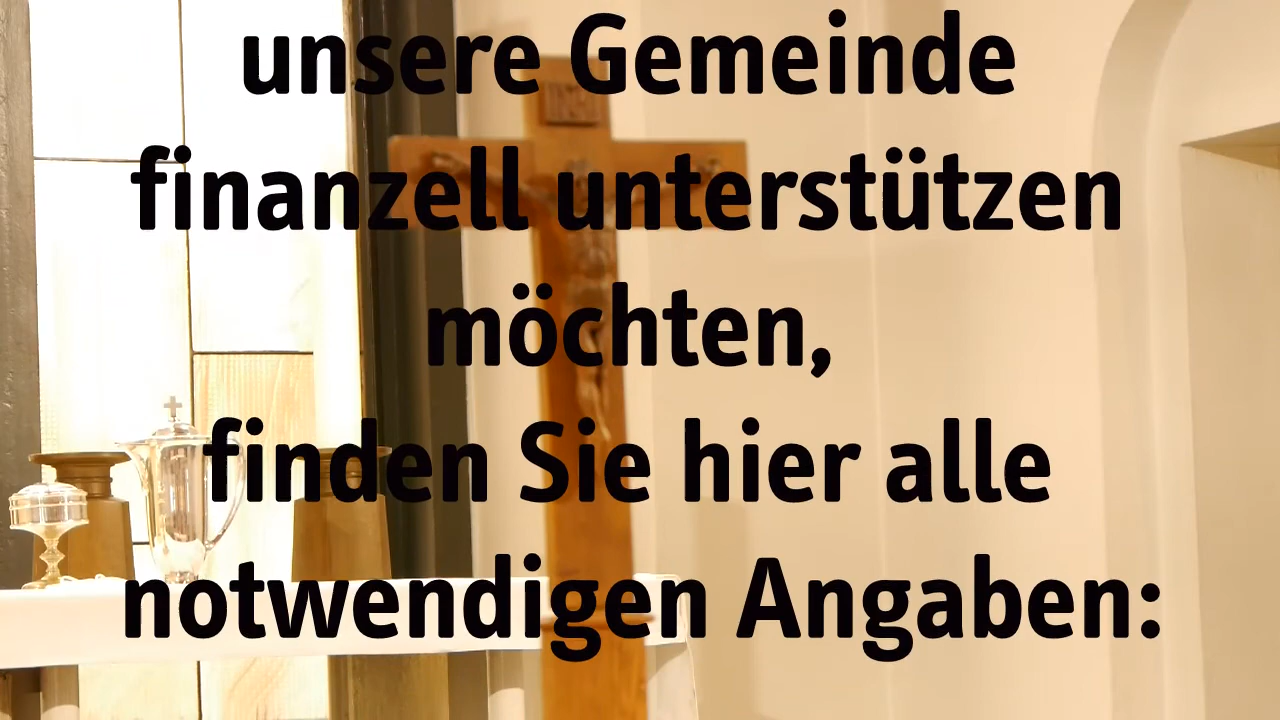 unsere Gemeinde
finanzell unterstützen
möchten,
finden Sie hier alle
notwendigen Angaben: